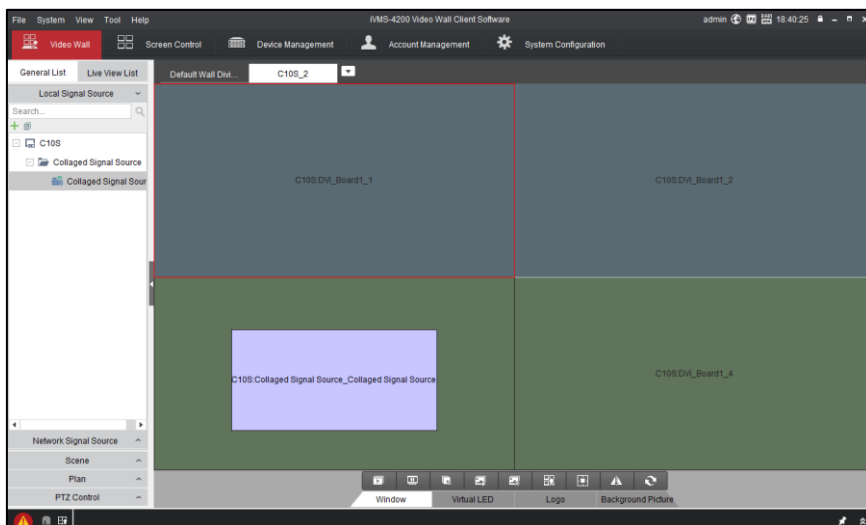 File System View Tool Help iVMS-4200 Video Wall Client Software admin 18:40:25
Video Wall Screen Control Device Management Account Management System Configuration
General List Live View List Default Wall Divi... C10S_2
Local Signal Source
Search...
C10S
Collaged Signal Source
Collaged Signal Sour
C10S:DVI_Board1_1 C10S:DVI_Board1_2
C10S:Collaged Signal Source_Collaged Signal Source C10S:DVI_Board1_4
Network Signal Source
Scene
Plan
PTZ Control
Window Virtual LED Logo Background Picture